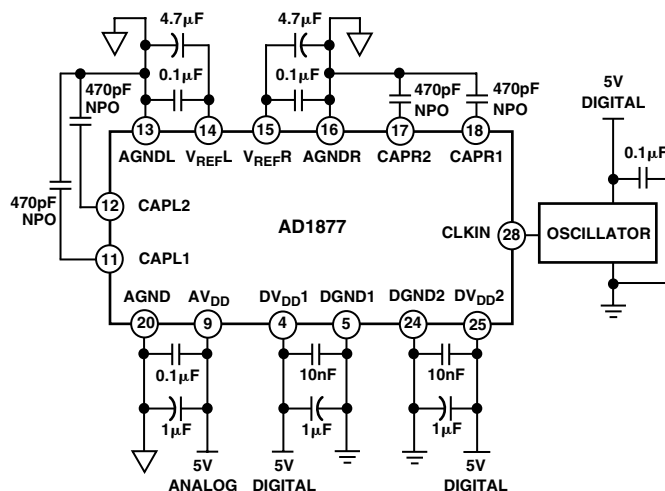 4.7μF
4.7μF
0.1μF
0.1μF
470pF
NPO
470pF
NPO
470pF
NPO
5V
DIGITAL
13
14
15
16
17
18
AGNDL
VREFL
VREFR
AGNDR
CAPR2
CAPR1
0.1μF
470pF
NPO
12
CAPL2
AD1877
CLKIN
28
OSCILLATOR
11
CAPL1
AGND
AVDD
DVDD1
DGND1
DGND2
DVDD2
20
9
4
5
24
25
0.1μF
10nF
10nF
1μF
1μF
1μF
5V
ANALOG
5V
DIGITAL
5V
DIGITAL